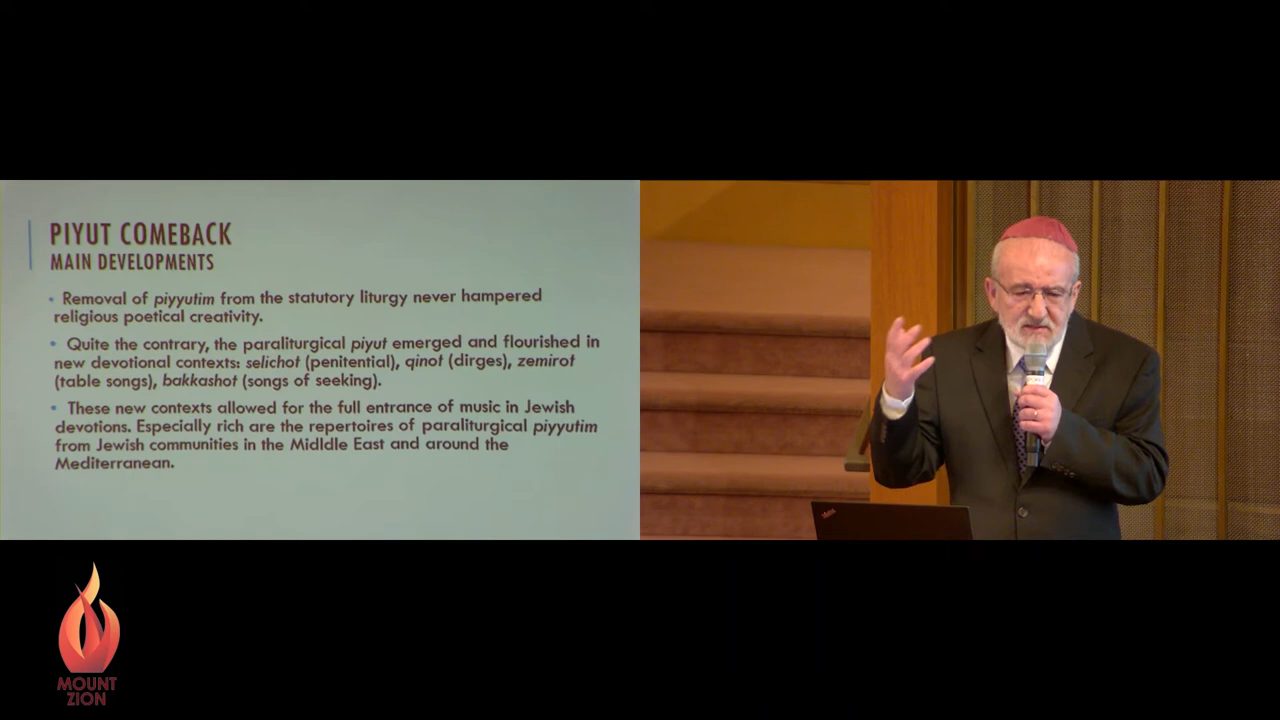 PIYUT COMEBACK
MAIN DEVELOPMENTS
• Removal of piyyutim from the statutory liturgy never hampered
religious poetical creativity.
• Quite the contrary, the paraliturgical piyut emerged and flourished in
new devotional contexts: selichot (penitential), qinot (dirges), zemirot
(table songs), bakkashot (songs of seeking).
• These new contexts allowed for the full entrance of music in Jewish
devotions. Especially rich are the repertoires of paraliturgical piyyutim
from Jewish communities in the Midldle East and around the
Mediterranean.
MOUNT
ZION